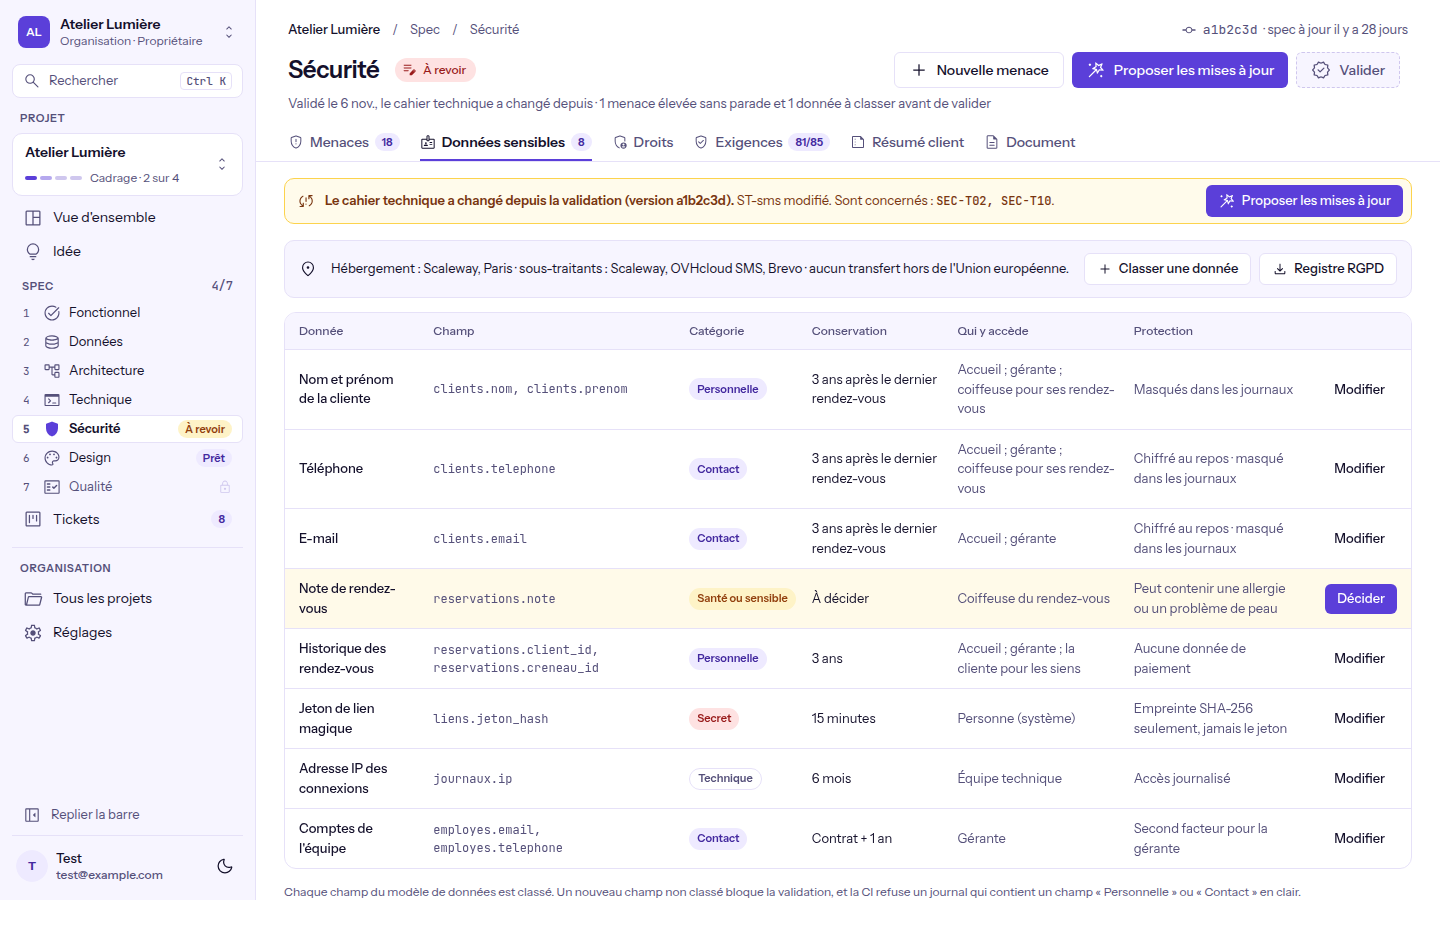 AL
Atelier Lumière
Organisation · Propriétaire
Rechercher
Ctrl K
PROJET
Atelier Lumière
Cadrage · 2 sur 4
Vue d'ensemble
Idée
SPEC 4/7
1 Fonctionnel
2 Données
3 Architecture
4 Technique
5 Sécurité À revoir
6 Design Prêt
7 Qualité
Tickets 8
ORGANISATION
Tous les projets
Réglages
Replier la barre
T
Test
test@example.com
Atelier Lumière / Spec / Sécurité
a1b2c3d · spec à jour il y a 28 jours
Sécurité
À revoir
Nouvelle menace
Proposer les mises à jour
Valider
Validé le 6 nov., le cahier technique a changé depuis · 1 menace élevée sans parade et 1 donnée à classer avant de valider
Menaces 18
Données sensibles 8
Droits
Exigences 81/85
Résumé client
Document
Le cahier technique a changé depuis la validation (version a1b2c3d). ST-sms modifié. Sont concernés : SEC-T02, SEC-T10.
Proposer les mises à jour
Hébergement : Scaleway, Paris · sous-traitants : Scaleway, OVHcloud SMS, Brevo · aucun transfert hors de l'Union européenne.
Classer une donnée
Registre RGPD
Donnée Champ Catégorie Conservation Qui y accède Protection
Nom et prénom
de la cliente
clients.nom, clients.prenom
Personnelle
3 ans après le dernier
rendez-vous
Accueil ; gérante ;
coiffeuse pour ses rendez-
vous
Masqués dans les journaux
Modifier
Téléphone
clients.telephone
Contact
3 ans après le dernier
rendez-vous
Accueil ; gérante ;
coiffeuse pour ses rendez-
vous
Chiffré au repos · masqué
dans les journaux
Modifier
E-mail
clients.email
Contact
3 ans après le dernier
rendez-vous
Accueil ; gérante
Chiffré au repos · masqué
dans les journaux
Modifier
Note de rendez-
vous
reservations.note
Santé ou sensible
À décider
Coiffeuse du rendez-vous
Peut contenir une allergie
ou un problème de peau
Décider
Historique des
rendez-vous
reservations.client_id,
reservations.creneau_id
Personnelle
3 ans
Accueil ; gérante ; la
cliente pour les siens
Aucune donnée de
paiement
Modifier
Jeton de lien
magique
liens.jeton_hash
Secret
15 minutes
Personne (système)
Empreinte SHA-256
seulement, jamais le jeton
Modifier
Adresse IP des
connexions
journaux.ip
Technique
6 mois
Équipe technique
Accès journalisé
Modifier
Comptes de
l'équipe
employes.email,
employes.telephone
Contact
Contrat + 1 an
Gérante
Second facteur pour la
gérante
Modifier
Chaque champ du modèle de données est classé. Un nouveau champ non classé bloque la validation, et la CI refuse un journal qui contient un champ « Personnelle » ou « Contact » en clair.